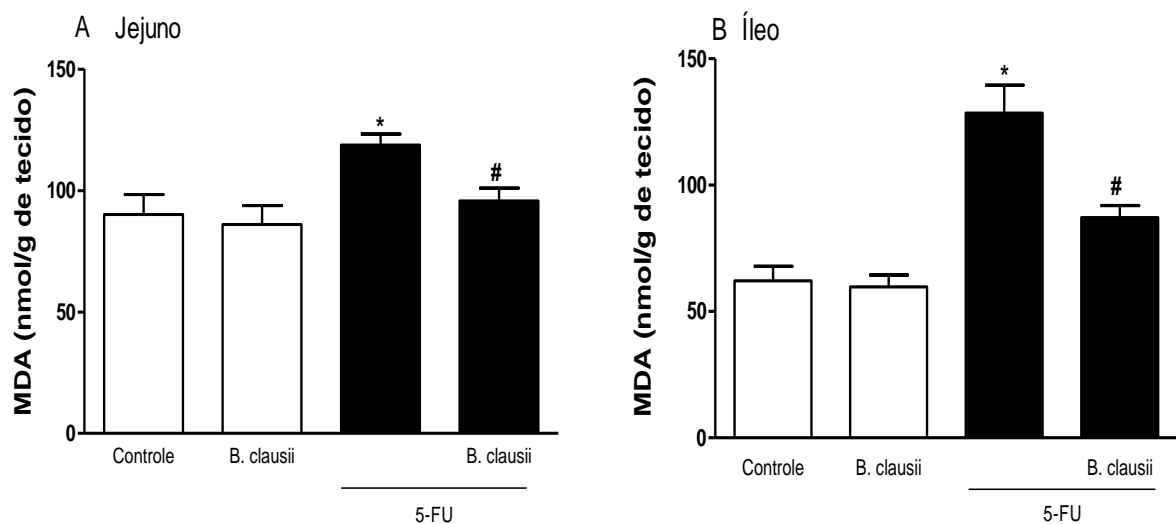 A Jejuno
MDA (nmol/g de tecido)
150
100
50
0
*
#
Controle
B. clausii
B. clausii
5-FU
B Íleo
MDA (nmol/g de tecido)
150
100
50
0
*
#
Controle
B. clausii
B. clausii
5-FU